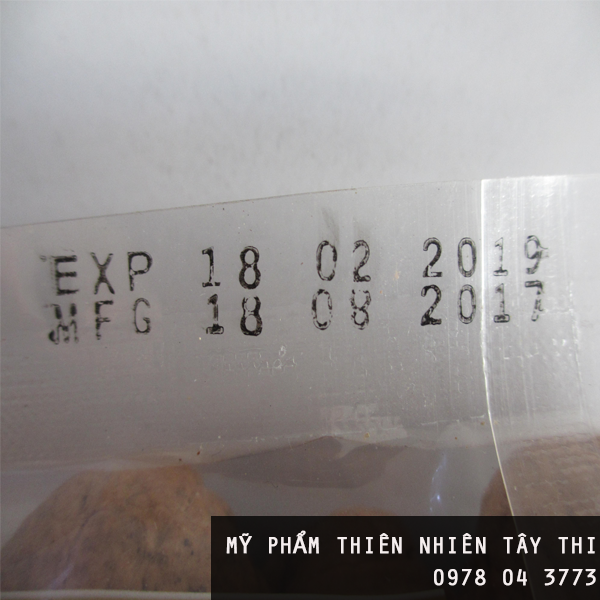 EXP 18 02 2019
MFG 18 08 2017
MỸ PHẨM THIÊN NHIÊN TÂY THI
0978 04 3773